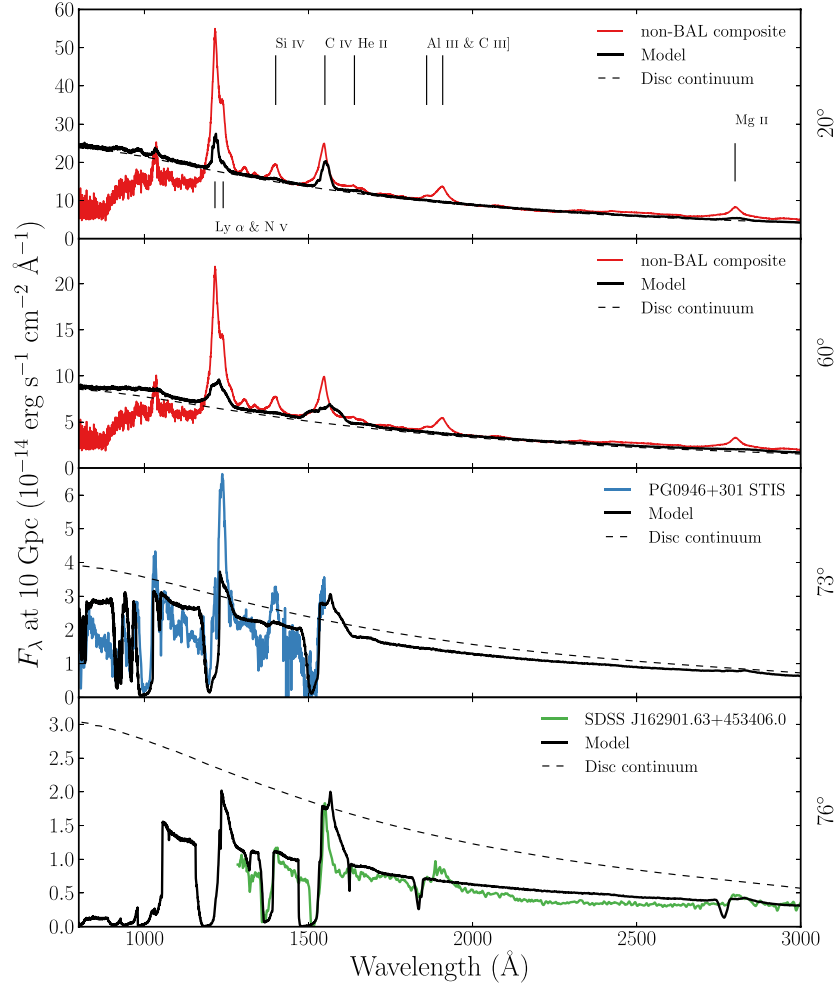 60
50
40
30
20
10
0
Si IV
C IV He II
Al III & C III]
Mg II
Ly α & N V
non-BAL composite
Model
Disc continuum
20°
20
15
10
5
0
non-BAL composite
Model
Disc continuum
60°
6
5
4
3
2
1
0
PG0946+301 STIS
Model
Disc continuum
73°
3.0
2.5
2.0
1.5
1.0
0.5
0.0
SDSS J162901.63+453406.0
Model
Disc continuum
76°
1000
1500
2000
2500
3000
Wavelength (Å)
F_λ at 10 Gpc (10⁻¹⁴ erg s⁻¹ cm⁻² Å⁻¹)